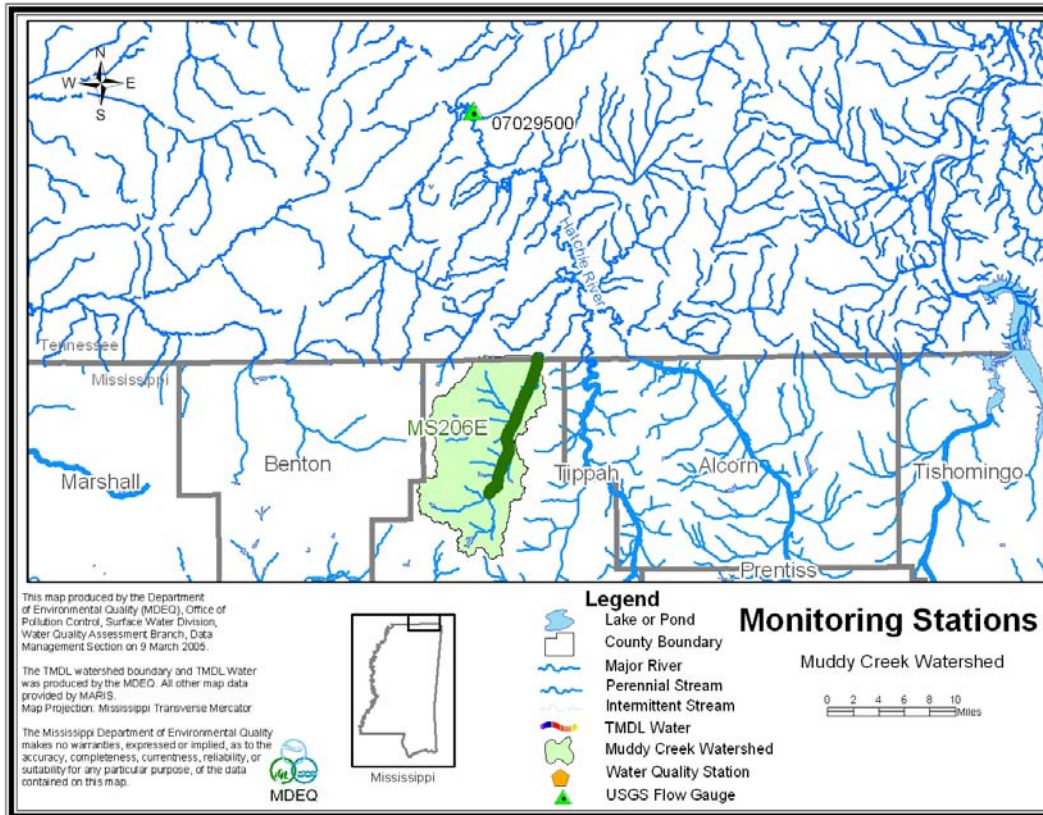 N
W E
S
07029500
Hatchie River
Tennessee
Mississippi
MS206E
Marshall
Benton
Tippah
Alcorn
Tishomingo
Prentiss
This map produced by the Department
of Environmental Quality (MDEQ), Office of
Pollution Control, Surface Water Division,
Water Quality Assessment Branch, Data
Management Section on 9 March 2005.
The TMDL watershed boundary and TMDL Water
was produced by the MDEQ. All other map data
provided by MARIS.
Map Projection: Mississippi Transverse Mercator
The Mississippi Department of Environmental Quality
makes no warranties, expressed or implied, as to the
accuracy, completeness, currentness, reliability, or
suitability for any particular purpose, of the data
contained on this map.
MDEQ
Mississippi
Legend
Lake or Pond
County Boundary
Major River
Perennial Stream
Intermittent Stream
TMDL Water
Muddy Creek Watershed
Water Quality Station
USGS Flow Gauge
Monitoring Stations
Muddy Creek Watershed
0 2 4 6 8 10
Miles